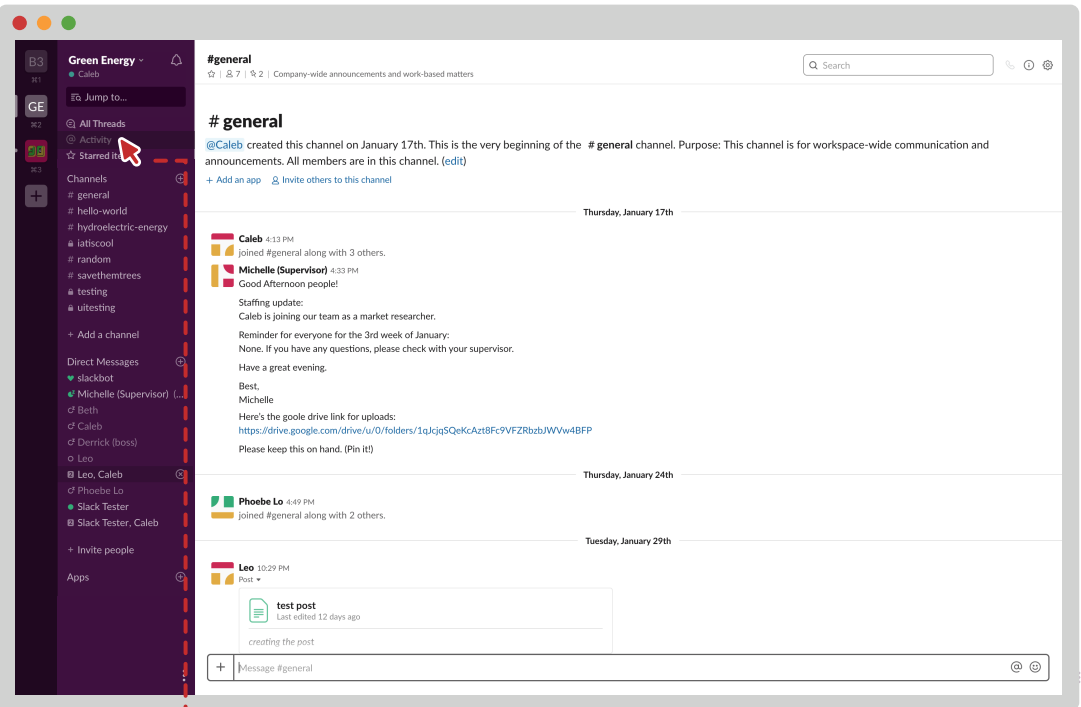 B3
⌘1
GE
⌘2
⌘3
+
Green Energy
Caleb
Jump to...
All Threads
@ Activity
Starred ite
Channels
# general
# hello-world
# hydroelectric-energy
iatiscool
# random
# savethemtrees
testing
uitesting
+ Add a channel
Direct Messages
slackbot
Michelle (Supervisor) (...
Beth
Caleb
Derrick (boss)
Leo
2 Leo, Caleb
Phoebe Lo
Slack Tester
2 Slack Tester, Caleb
+ Invite people
Apps
#general
7 | 2 | Company-wide announcements and work-based matters
Search
# general
@Caleb created this channel on January 17th. This is the very beginning of the # general channel. Purpose: This channel is for workspace-wide communication and
announcements. All members are in this channel. (edit)
+ Add an app Invite others to this channel
Thursday, January 17th
Caleb 4:13 PM
joined #general along with 3 others.
Michelle (Supervisor) 4:33 PM
Good Afternoon people!
Staffing update:
Caleb is joining our team as a market researcher.
Reminder for everyone for the 3rd week of January:
None. If you have any questions, please check with your supervisor.
Have a great evening.
Best,
Michelle
Here's the goole drive link for uploads:
https://drive.google.com/drive/u/0/folders/1qJcjqSQeKcAzt8Fc9VFZRbzbJWVw4BFP
Please keep this on hand. (Pin it!)
Thursday, January 24th
Phoebe Lo 4:49 PM
joined #general along with 2 others.
Tuesday, January 29th
Leo 10:29 PM
Post
test post
Last edited 12 days ago
creating the post
+ Message #general @